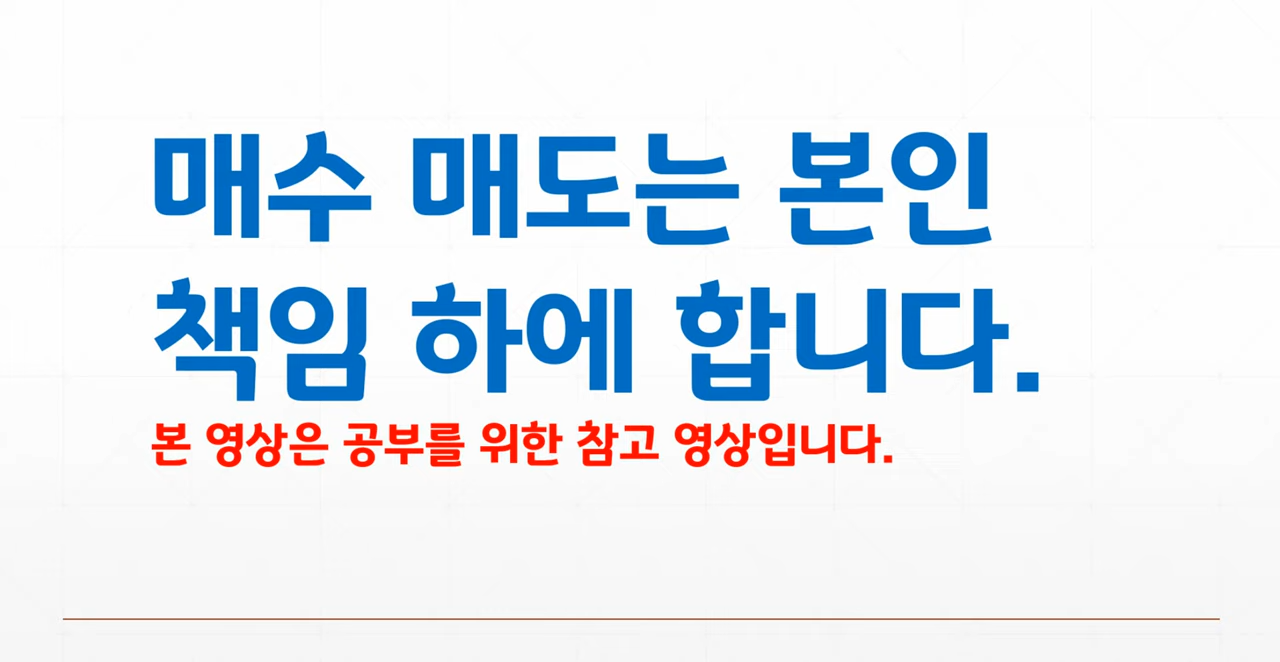 매수 매도는 본인
책임 하에 합니다.
본 영상은 공부를 위한 참고 영상입니다.